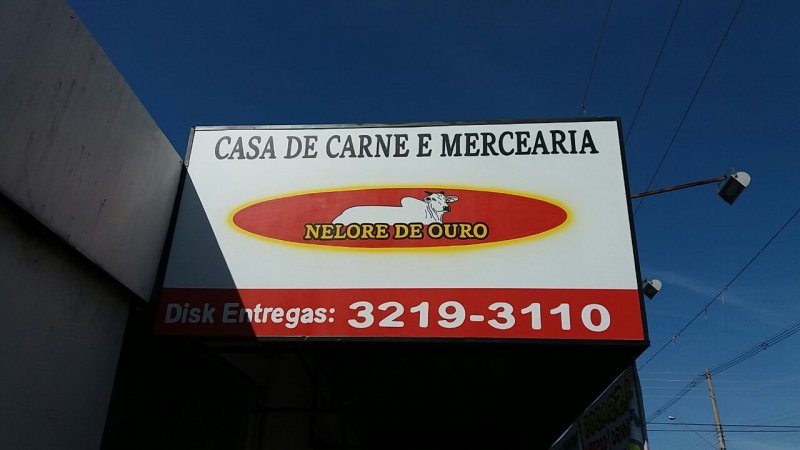 CASA DE CARNE E MERCEARIA
NELORE DE OURO
Disk Entregas: 3219-3110